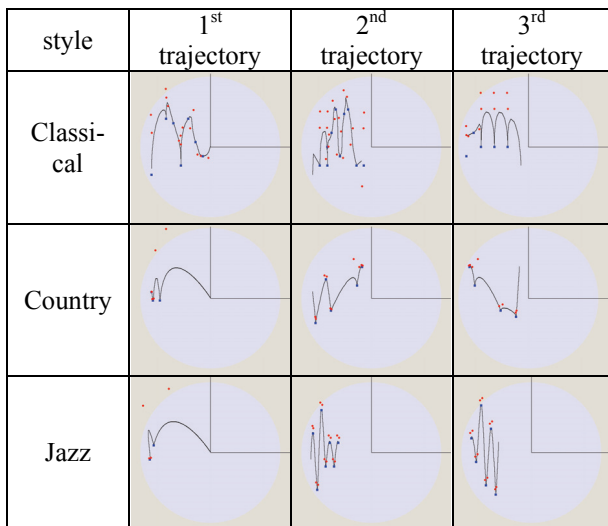 style
1st
trajectory
2nd
trajectory
3rd
trajectory
Classi-
cal
Country
Jazz